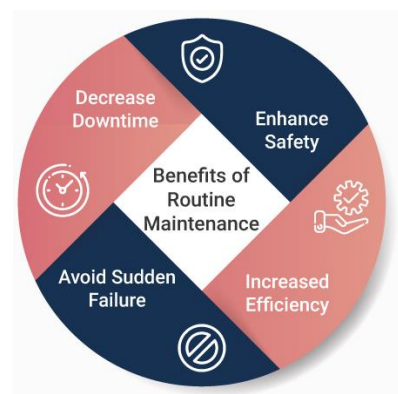 Decrease
Downtime
Enhance
Safety
Benefits of
Routine
Maintenance
Avoid Sudden
Failure
Increased
Efficiency